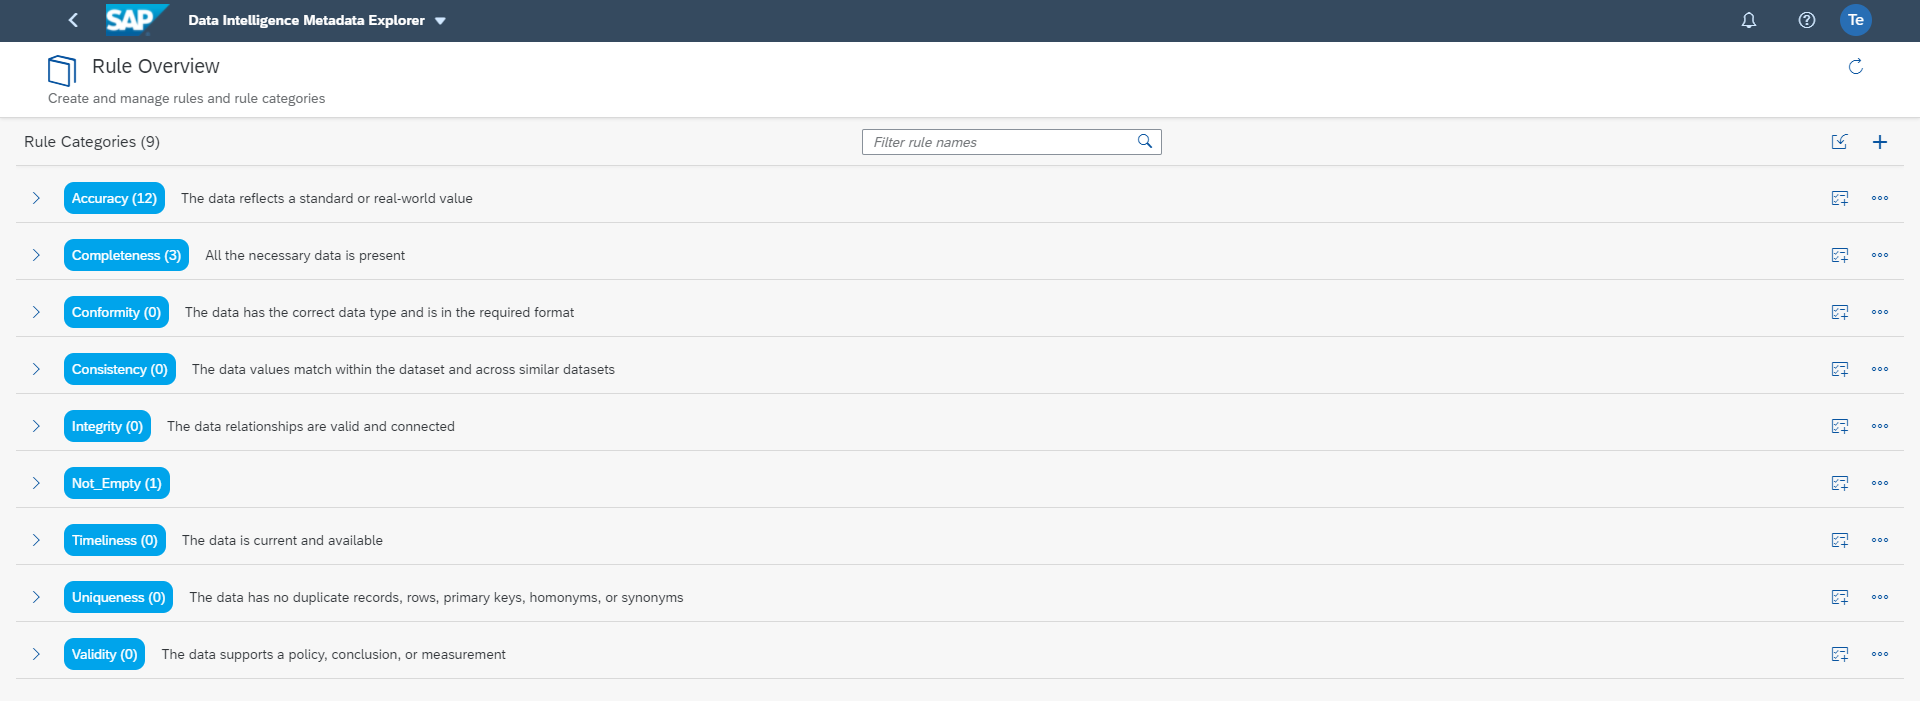 SAP Data Intelligence Metadata Explorer Te
Rule Overview
Create and manage rules and rule categories
Rule Categories (9) Filter rule names
Accuracy (12) The data reflects a standard or real-world value
Completeness (3) All the necessary data is present
Conformity (0) The data has the correct data type and is in the required format
Consistency (0) The data values match within the dataset and across similar datasets
Integrity (0) The data relationships are valid and connected
Not_Empty (1)
Timeliness (0) The data is current and available
Uniqueness (0) The data has no duplicate records, rows, primary keys, homonyms, or synonyms
Validity (0) The data supports a policy, conclusion, or measurement